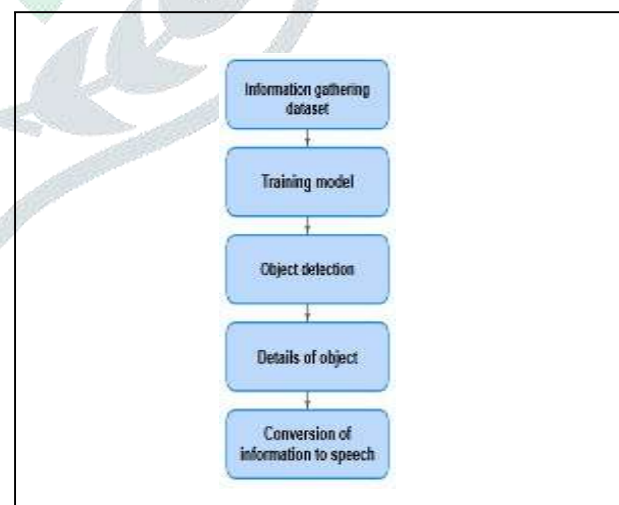 Information gathering
dataset
Training model
Object detection
Details of object
Conversion of
information to speech